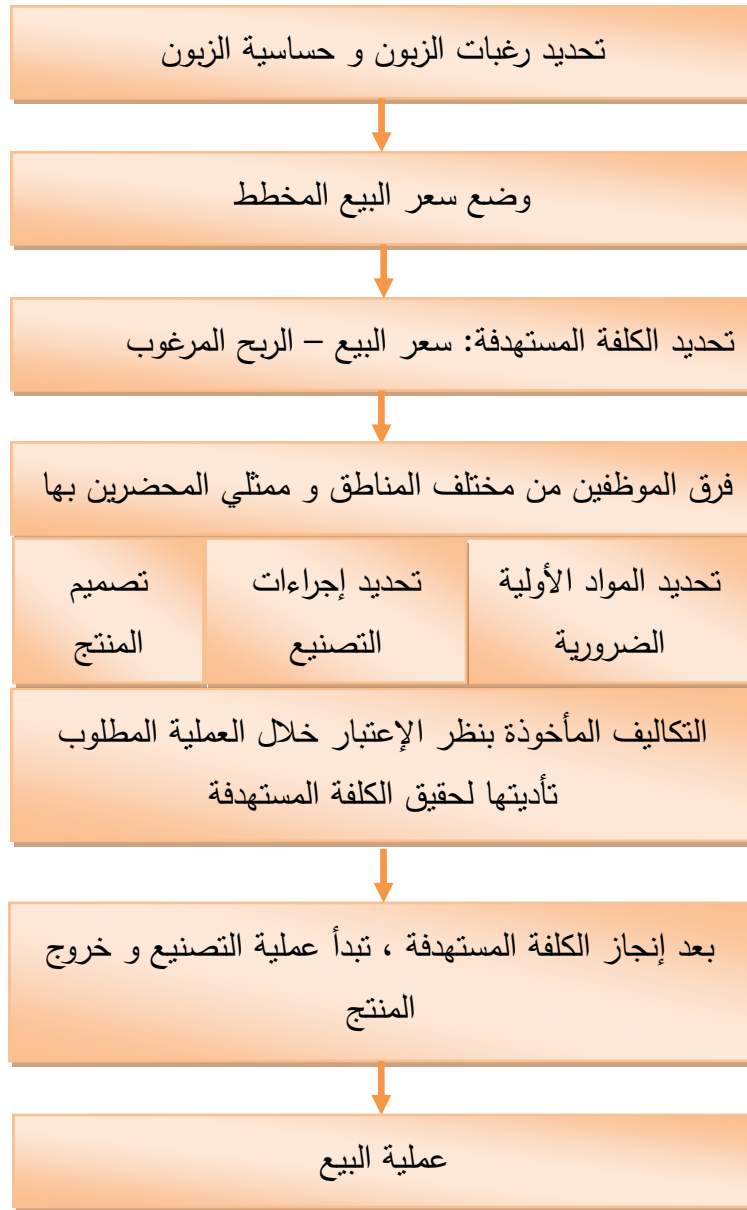 تحديد رغبات الزبون و حساسية الزبون
وضع سعر البيع المخطط
تحديد الكلفة المستهدفة: سعر البيع – الربح المرغوب
فرق الموظفين من مختلف المناطق و ممثلي المحضرين بها
تحديد المواد الأولية
الضرورية
تحديد إجراءات
التصنيع
تصميم
المنتج
التكاليف المأخوذة بنظر الإعتبار خلال العملية المطلوب
تأديتها لحقيق الكلفة المستهدفة
بعد إنجاز الكلفة المستهدفة ، تبدأ عملية التصنيع و خروج
المنتج
عملية البيع